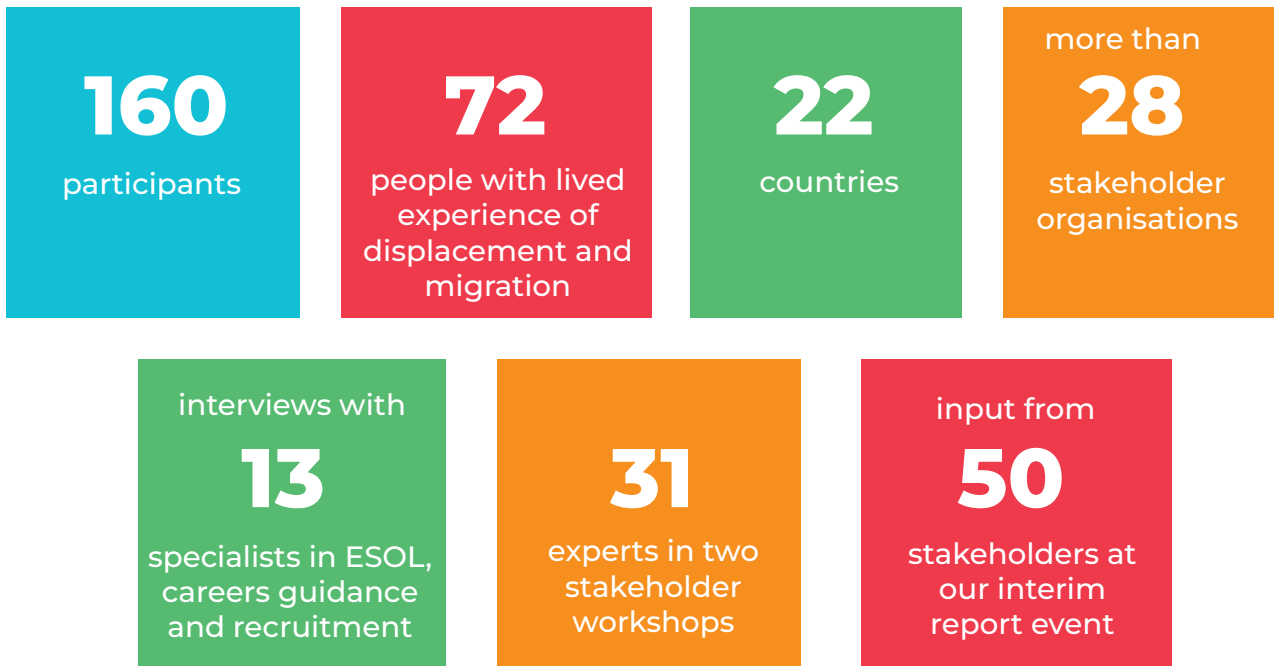 160
participants
72
people with lived
experience of
displacement and
migration
22
countries
more than
28
stakeholder
organisations
interviews with
13
specialists in ESOL,
careers guidance
and recruitment
31
experts in two
stakeholder
workshops
input from
50
stakeholders at
our interim
report event